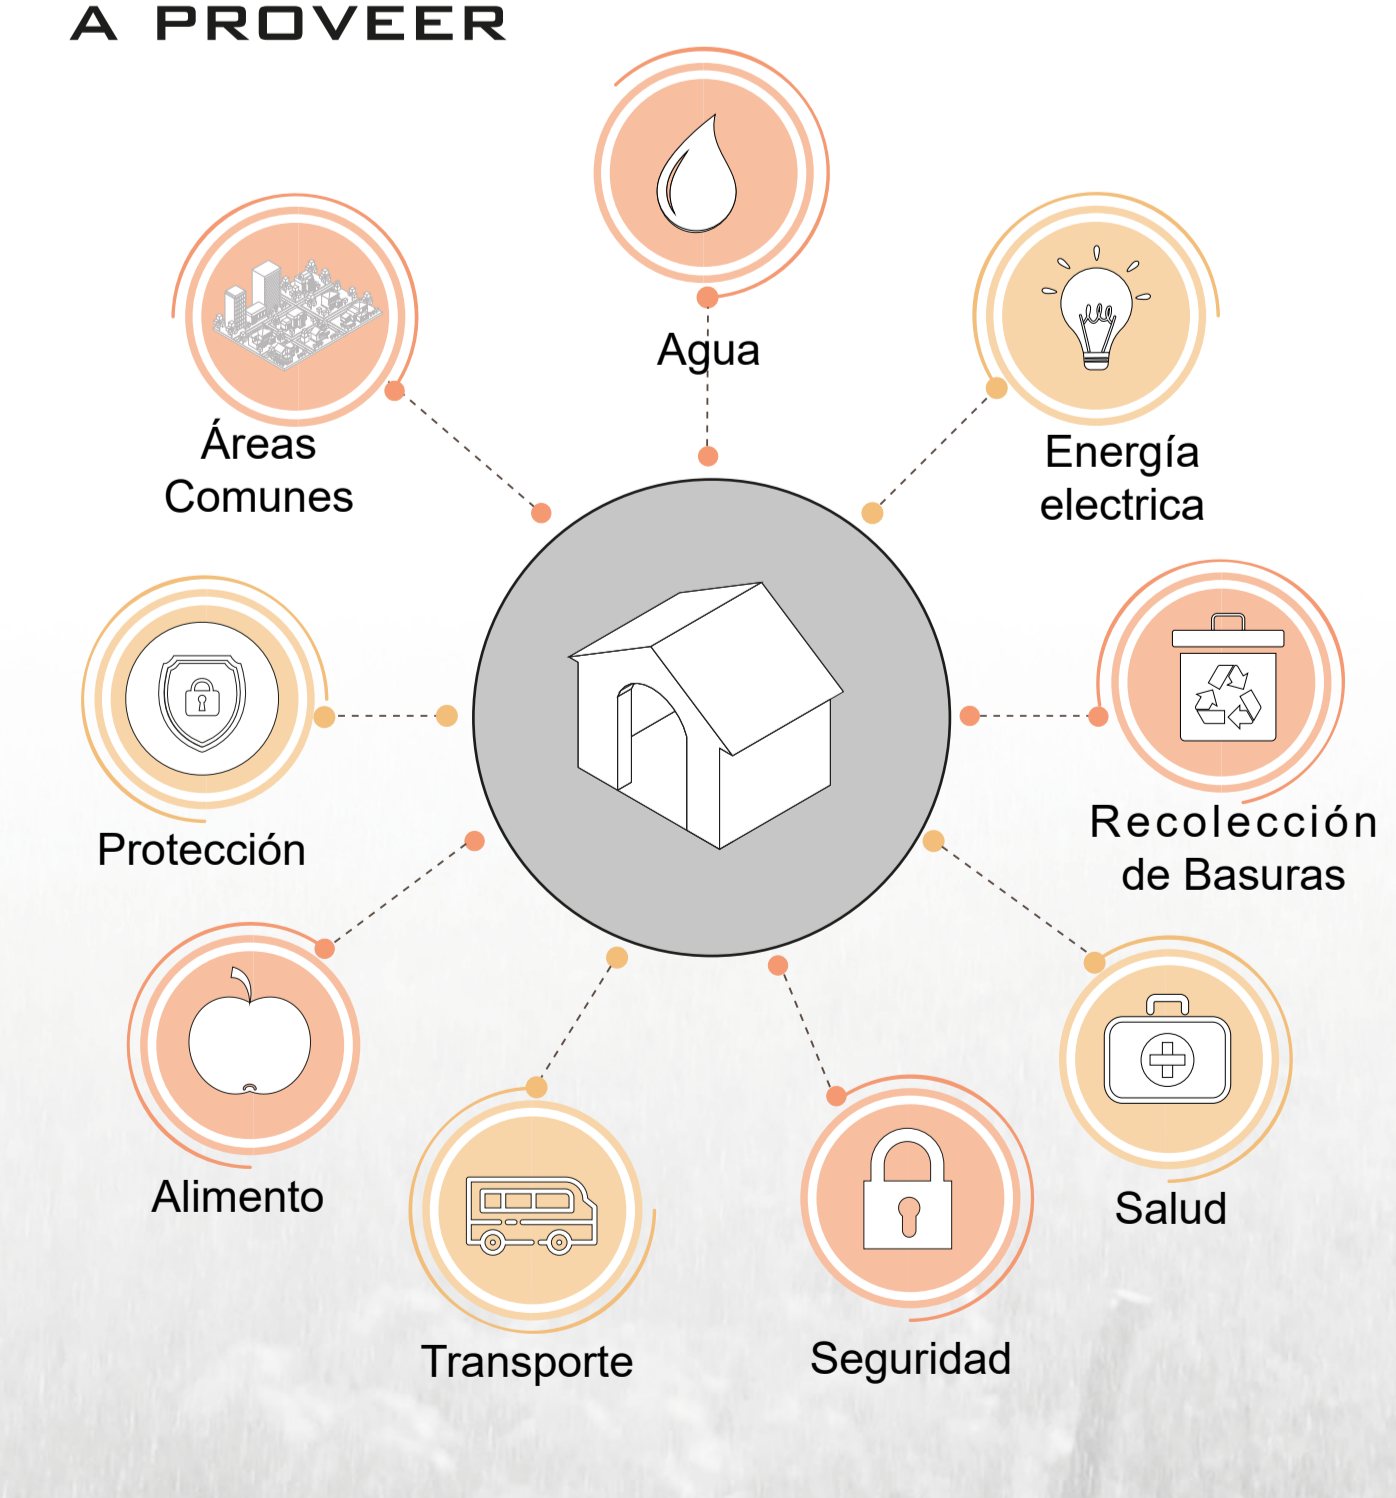 A PROVEER
Agua
Energía
electrica
Áreas
Comunes
Recolección
de Basuras
Protección
Alimento
Salud
Transporte
Seguridad